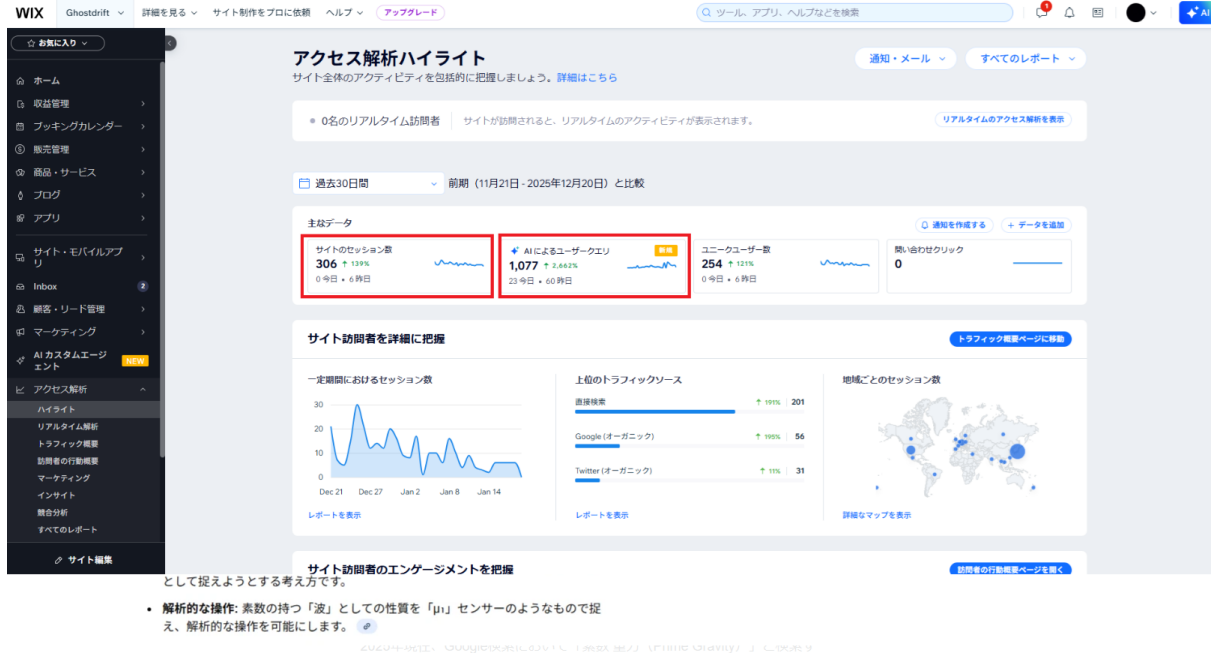 WIX Ghostdrift 詳細を見る サイト制作をプロに依頼 ヘルプ アップグレード ツール、アプリ、ヘルプなどを検索 AI
お気に入り
ホーム
収益管理
ブッキングカレンダー
販売管理
商品・サービス
ブログ
アプリ
サイト・モバイルアプ
リ
Inbox 2
顧客・リード管理
マーケティング
AI カスタムエージ
ェント NEW
アクセス解析
ハイライト
リアルタイム解析
トラフィック概要
訪問者の行動概要
マーケティング
インサイト
競合分析
すべてのレポート
サイト編集
アクセス解析ハイライト
サイト全体のアクティビティを包括的に把握しましょう。詳細はこちら
通知・メール すべてのレポート
0名のリアルタイム訪問者 サイトが訪問されると、リアルタイムのアクティビティが表示されます。 リアルタイムのアクセス解析を表示
過去30日間 前期（11月21日 - 2025年12月20日）と比較
主なデータ 通知を作成する + データを追加
サイトのセッション数
306 ↑ 139%
0 今日 • 6 昨日
AI によるユーザークエリ 新規
1,077 ↑ 2,662%
23 今日 • 60 昨日
ユニークユーザー数
254 ↑ 121%
0 今日 • 6 昨日
問い合わせクリック
0
サイト訪問者を詳細に把握 トラフィック概要ページに移動
一定期間におけるセッション数
30
20
10
0
Dec 21 Dec 27 Jan 2 Jan 8 Jan 14
レポートを表示
上位のトラフィックソース
直接検索 ↑ 191% 201
Google (オーガニック) ↑ 195% 56
Twitter (オーガニック) ↑ 11% 31
レポートを表示
地域ごとのセッション数
詳細なマップを表示
サイト訪問者のエンゲージメントを把握 訪問者の行動概要ページを開く
として捉えようとする考え方です。
• 解析的な操作: 素数の持つ「波」としての性質を「μ₁」センサーのようなもので捉
え、解析的な操作を可能にします。
2025年現在、Google検索において「素数重力（Prime Gravity）」と検索す